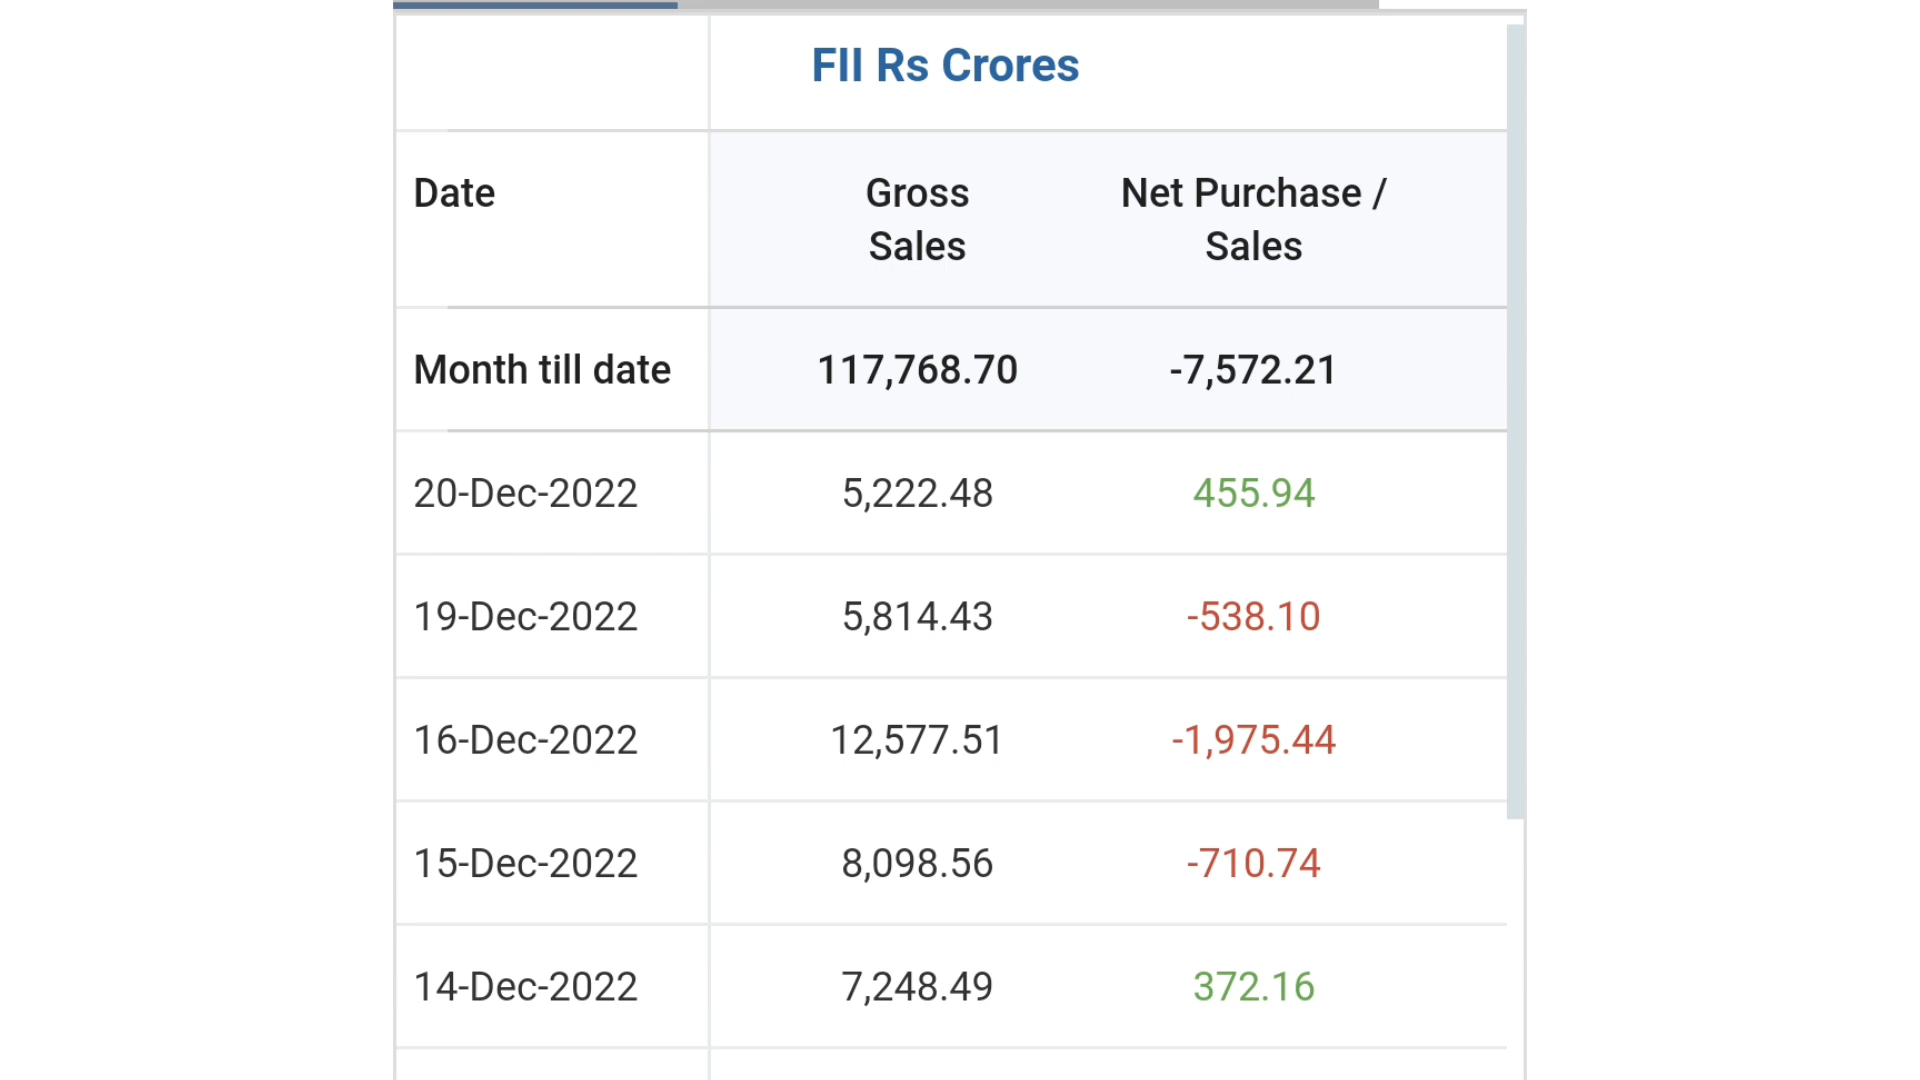 FII Rs Crores
Date Gross Sales Net Purchase / Sales
Month till date 117,768.70 -7,572.21
20-Dec-2022 5,222.48 455.94
19-Dec-2022 5,814.43 -538.10
16-Dec-2022 12,577.51 -1,975.44
15-Dec-2022 8,098.56 -710.74
14-Dec-2022 7,248.49 372.16